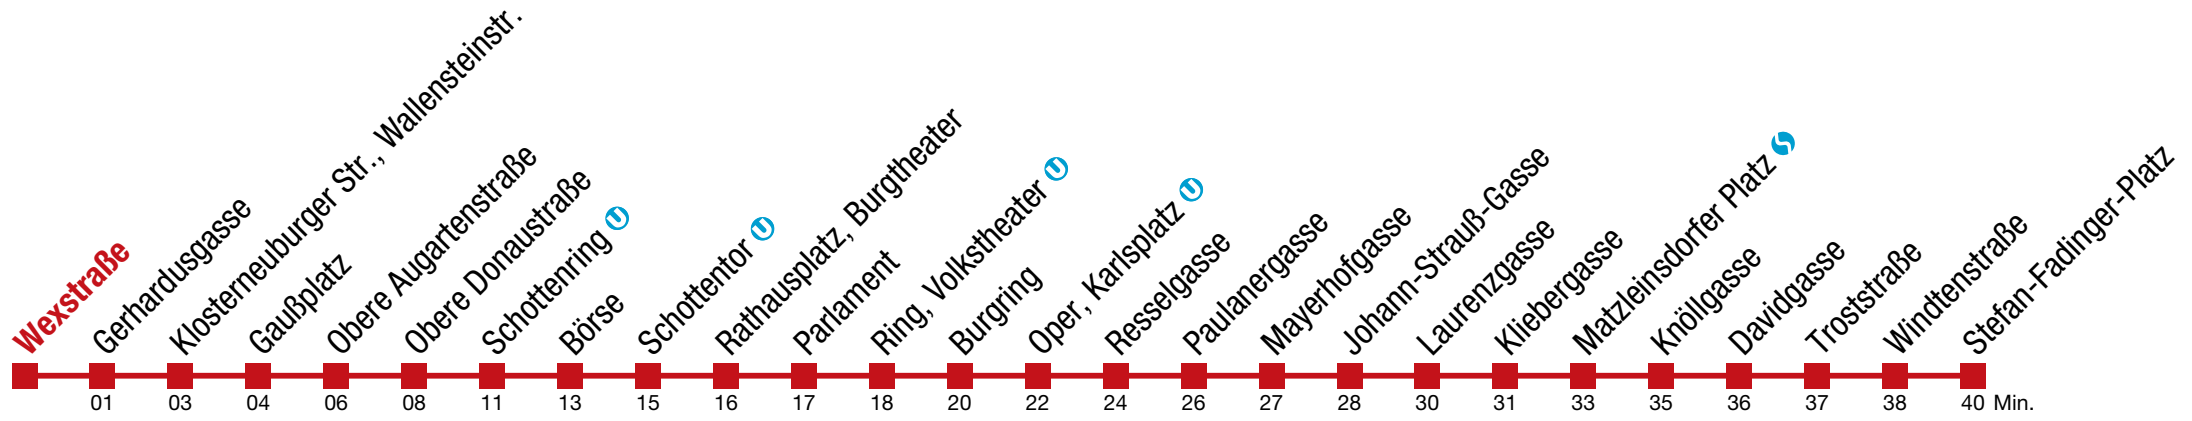 Wexstraße
Gerhardusgasse
Klosterneuburger Str., Wallensteinstr.
Gaußplatz
Obere Augartenstraße
Obere Donaustraße
Schottenring U
Börse
Schottentor U
Rathausplatz, Burgtheater
Parlament
Ring, Volkstheater U
Burgring
Oper, Karlsplatz U
Resselgasse
Paulanergasse
Mayerhofgasse
Johann-Strauß-Gasse
Laurenzgasse
Kliebergasse
Matzleinsdorfer Platz S
Knöllgasse
Davidgasse
Troststraße
Windtenstraße
Stefan-Fadinger-Platz
01 03 04 06 08 11 13 15 16 17 18 20 22 24 26 27 28 30 31 33 35 36 37 38 40 Min.